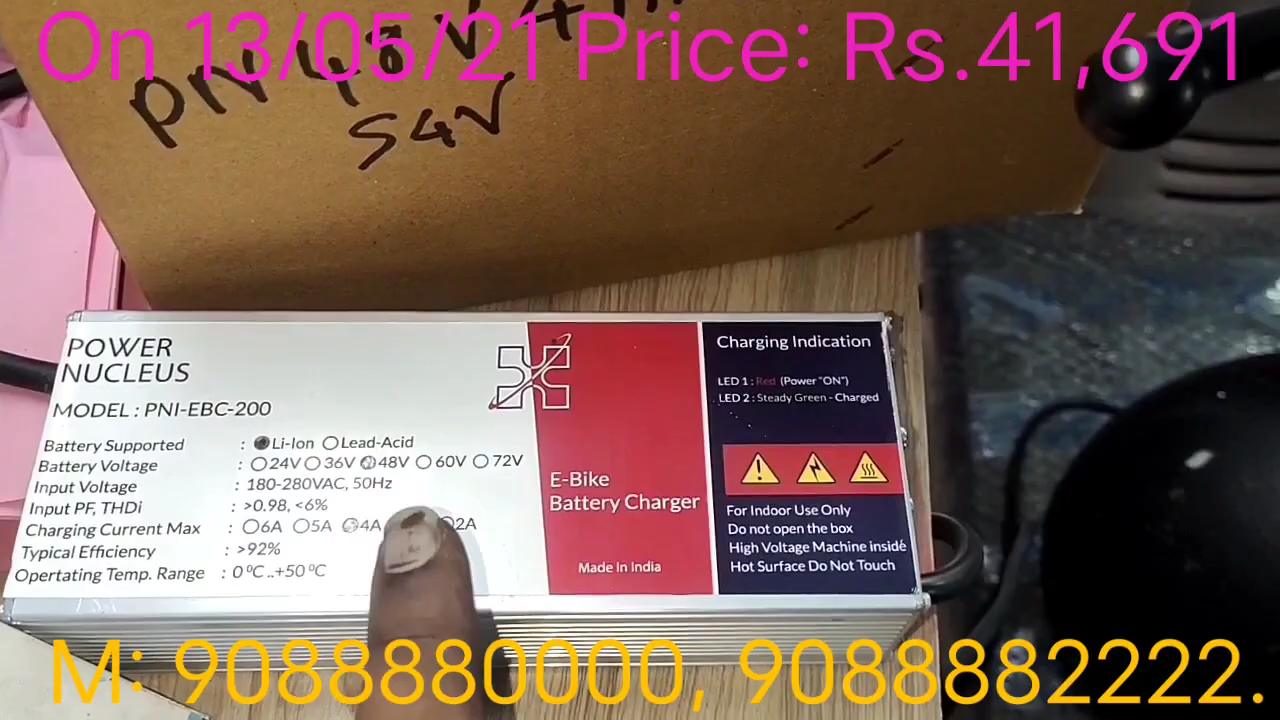 On 13/05/21 Price: Rs.41,691
PN 48V
54V
POWER
NUCLEUS
MODEL : PNI-EBC-200
Battery Supported : Li-Ion Lead-Acid
Battery Voltage : 24V 36V 48V 60V 72V
Input Voltage : 180-280VAC, 50Hz
Input PF, THDi : >0.98, <6%
Charging Current Max : 6A 5A 4A 2A
Typical Efficiency : >92%
Opertating Temp. Range : 0 ⁰C ..+50 ⁰C
E-Bike
Battery Charger
Made In India
Charging Indication
LED 1 : Red (Power "ON")
LED 2 : Steady Green - Charged
For Indoor Use Only
Do not open the box
High Voltage Machine inside
Hot Surface Do Not Touch
M: 9088880000, 9088882222.